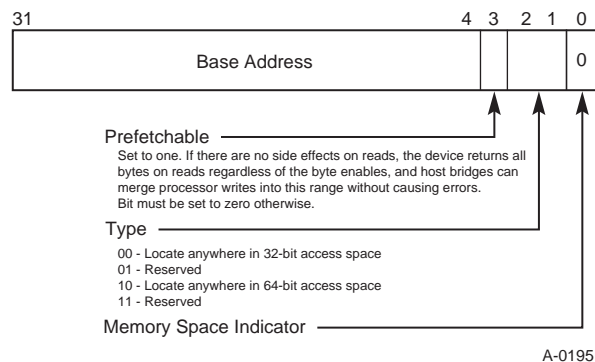 31 4 3 2 1 0
Base Address 0
Prefetchable
Set to one. If there are no side effects on reads, the device returns all
bytes on reads regardless of the byte enables, and host bridges can
merge processor writes into this range without causing errors.
Bit must be set to zero otherwise.
Type
00 - Locate anywhere in 32-bit access space
01 - Reserved
10 - Locate anywhere in 64-bit access space
11 - Reserved
Memory Space Indicator
A-0195